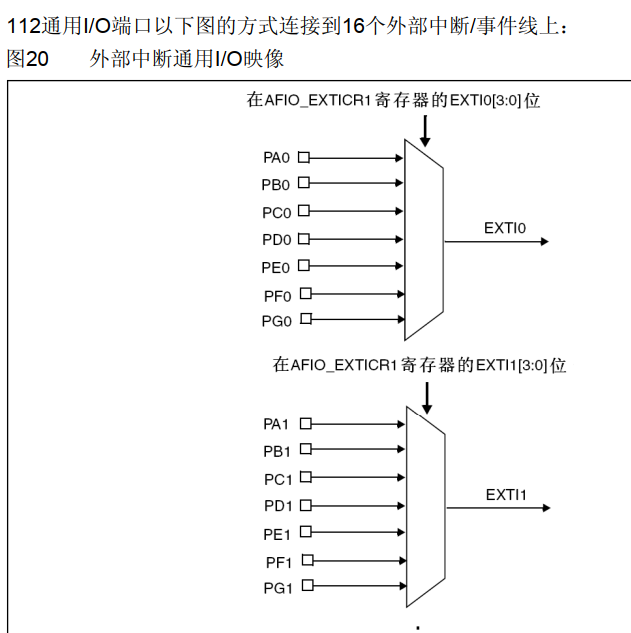 112通用I/O端口以下图的方式连接到16个外部中断/事件线上：
图20 外部中断通用I/O映像
在AFIO_EXTICR1寄存器的EXTI0[3:0]位
PA0
PB0
PC0
PD0
PE0
PF0
PG0
EXTI0
在AFIO_EXTICR1寄存器的EXTI1[3:0]位
PA1
PB1
PC1
PD1
PE1
PF1
PG1
EXTI1